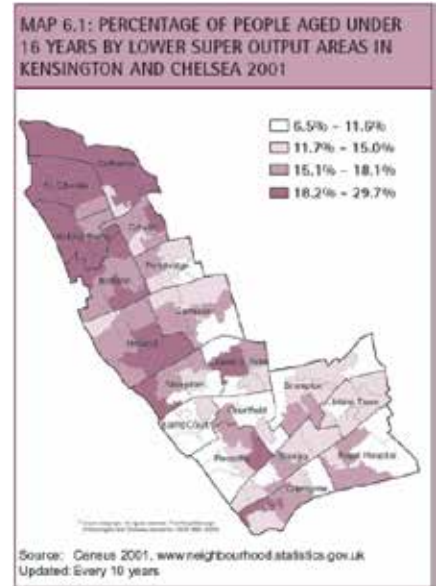 MAP 6.1: PERCENTAGE OF PEOPLE AGED UNDER
16 YEARS BY LOWER SUPER OUTPUT AREAS IN
KENSINGTON AND CHELSEA 2001
6.5% - 11.6%
11.7% - 15.0%
15.1% - 18.1%
18.2% - 29.7%
Golborne
St. Charles
Colville
Pembridge
Norland
Campden
Holland
Queen's Gate
Abingdon
Brompton
Earl's Court
Courtfield
Hans Town
Redcliffe
Stanley
Royal Hospital
Cremorne
Source: Census 2001, www.neighbourhood.statistics.gov.uk
Updated: Every 10 years